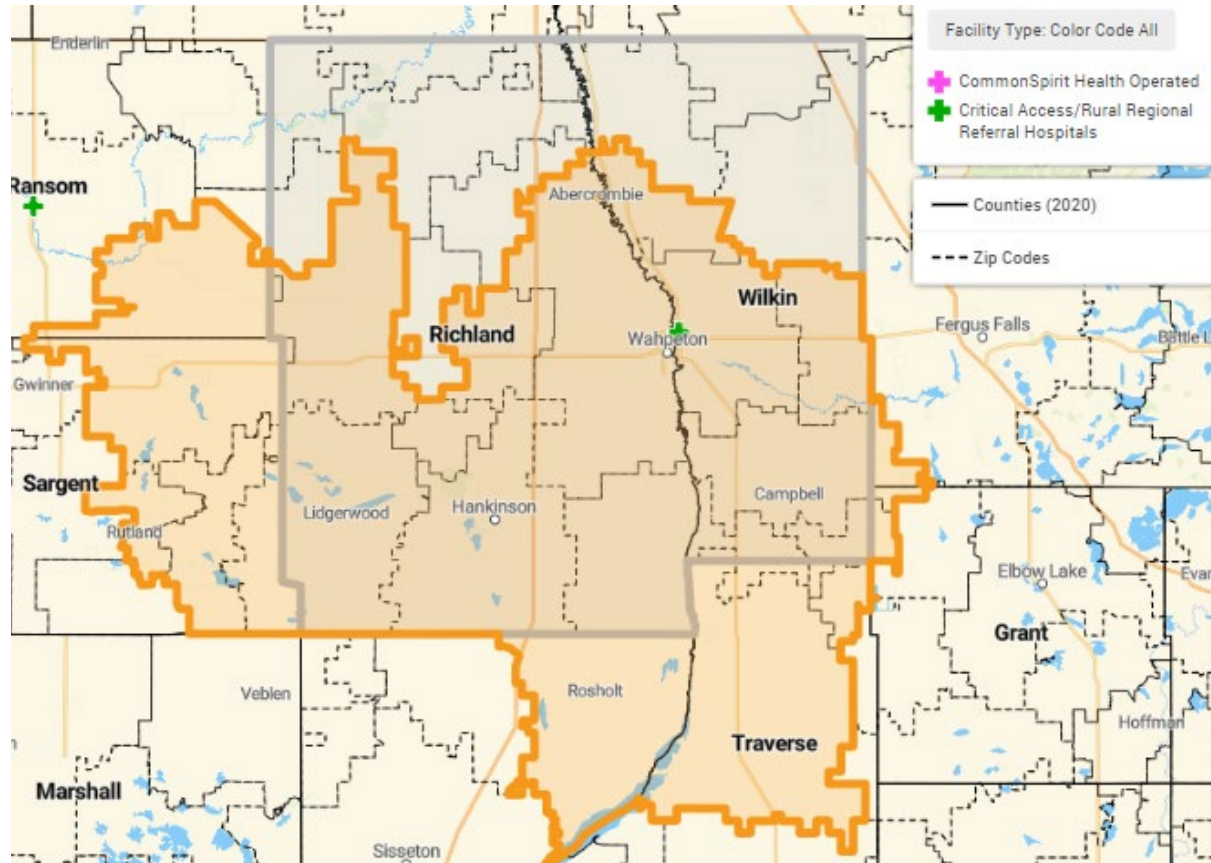 Facility Type: Color Code All
CommonSpirit Health Operated
Critical Access/Rural Regional
Referral Hospitals
Counties (2020)
Zip Codes
Enderlin
Ransom
Abercrombie
Wilkin
Richland
Wahpeton
Fergus Falls
Battle L
Gwinner
Sargent
Lidgerwood
Hankinson
Campbell
Rutland
Elbow Lake
Evan
Grant
Veblen
Rosholt
Hoffman
Traverse
Marshall
Sisseton